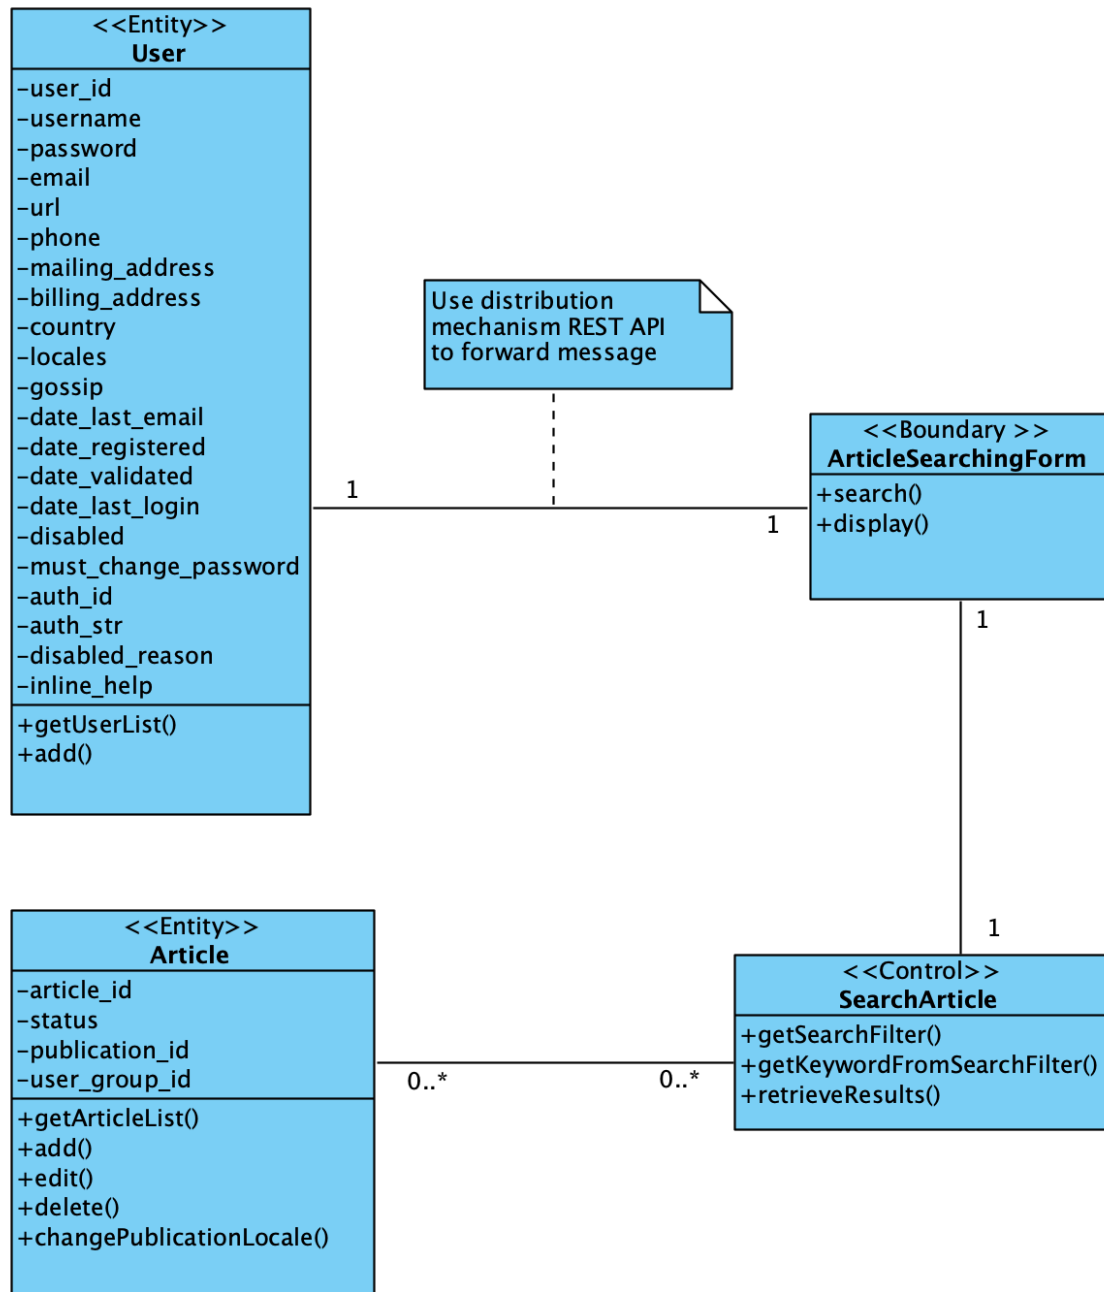 <<Entity>>
User
-user_id
-username
-password
-email
-url
-phone
-mailing_address
-billing_address
-country
-locales
-gossip
-date_last_email
-date_registered
-date_validated
-date_last_login
-disabled
-must_change_password
-auth_id
-auth_str
-disabled_reason
-inline_help
+getUserList()
+add()
Use distribution
mechanism REST API
to forward message
1
1
<<Boundary >>
ArticleSearchingForm
+search()
+display()
1
1
<<Entity>>
Article
-article_id
-status
-publication_id
-user_group_id
+getArticleList()
+add()
+edit()
+delete()
+changePublicationLocale()
0..*
0..*
<<Control>>
SearchArticle
+getSearchFilter()
+getKeywordFromSearchFilter()
+retrieveResults()